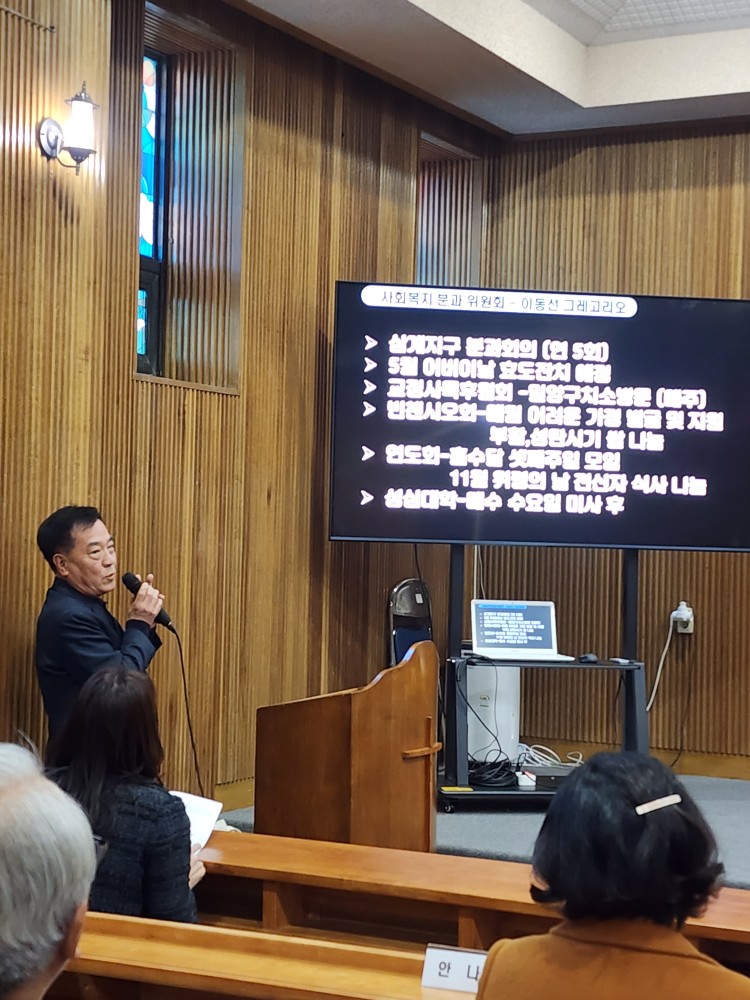 사회복지 분과 위원회 - 이동선 그레고리오
➤ 삼계지구 분과회의 (연 5회)
➤ 5월 어버이날 효도잔치 예정
➤ 교정사목후원회 -밀양구치소방문 (매주)
➤ 빈첸시오회-매월 어려운 가정 발굴 및 지원
부활,성탄시기 쌀 나눔
➤ 연도회-홀수달 셋째주일 모임
11월 위령의 날 전신자 식사 나눔
➤ 성심대학-매수 수요일 미사 후
안 나